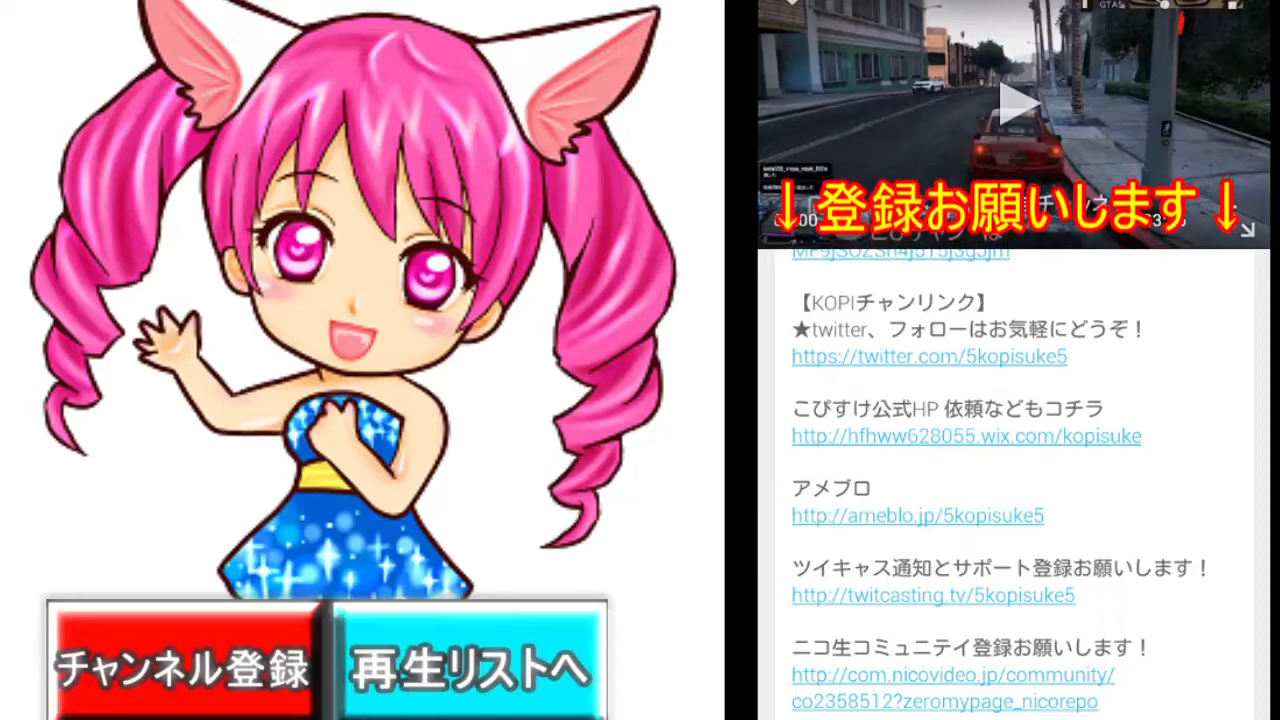 GTA5
↓登録お願いします↓
MP9jSOZSn4j5T5jsg5jm
【KOPIチャンリンク】
★twitter、フォローはお気軽にどうぞ！
https://twitter.com/5kopisuke5
こぴすけ公式HP 依頼などもコチラ
http://hfhww628055.wix.com/kopisuke
アメブロ
http://ameblo.jp/5kopisuke5
ツイキャス通知とサポート登録お願いします！
http://twitcasting.tv/5kopisuke5
ニコ生コミュニテイ登録お願いします！
http://com.nicovideo.jp/community/
co2358512?zeromypage_nicorepo
チャンネル登録
再生リストへ